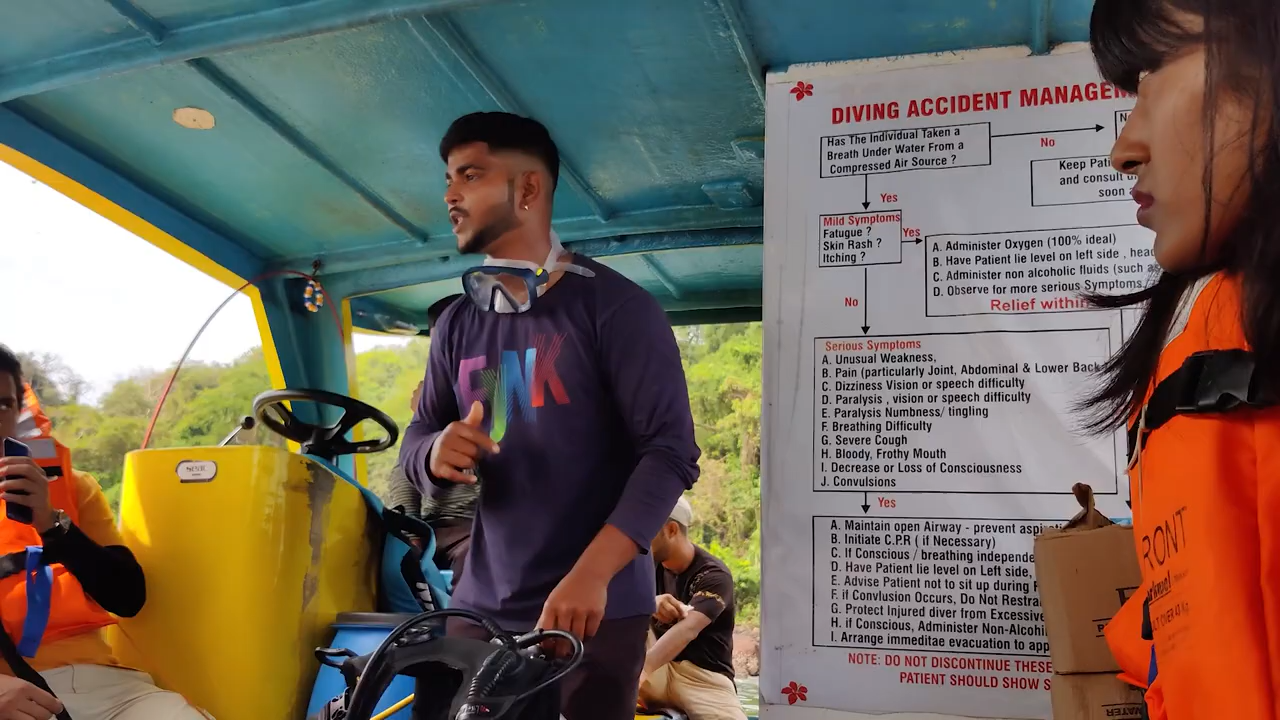 DIVING ACCIDENT MANAGEM
Has The Individual Taken a
Breath Under Water From a
Compressed Air Source ?
No
Keep Pati
and consult
soon
Yes
Mild Symptoms
Fatugue ?
Skin Rash ?
Itching ?
Yes
A. Administer Oxygen (100% ideal)
B. Have Patient lie level on left side , head
C. Administer non alcoholic fluids (such as
D. Observe for more serious Symptoms.
Relief within
No
Serious Symptoms
A. Unusual Weakness,
B. Pain (particularly Joint, Abdominal & Lower Back
C. Dizziness Vision or speech difficulty
D. Paralysis , vision or speech difficulty
E. Paralysis Numbness/ tingling
F. Breathing Difficulty
G. Severe Cough
H. Bloody, Frothy Mouth
I. Decrease or Loss of Consciousness
J. Convulsions
Yes
A. Maintain open Airway - prevent aspi
B. Initiate C.P.R ( if Necessary)
C. If Conscious / breathing independe
D. Have Patient lie level on Left side,
E. Advise Patient not to sit up during
F. if Convlusion Occurs, Do Not Restra
G. Protect Injured diver from Excessive
H. if Conscious, Administer Non-Alcohi
I. Arrange immeditae evacuation to app
NOTE: DO NOT DISCONTINUE THESE
PATIENT SHOULD SHOW S
FUNK
RONT
WATER